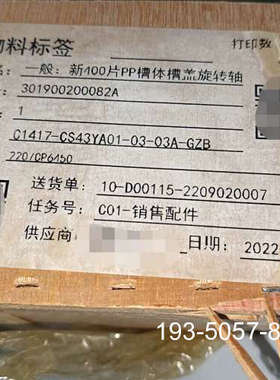 物料标签
打印数
一般：新400片PP槽体槽盖旋转轴
301900200082A
1
C1417-CS43YA01-03-03A-GZB
220/CP6450
送货单：10-D00115-2209020007
任务号：C01-销售配件
供应商
日期：2022
193-5057-8